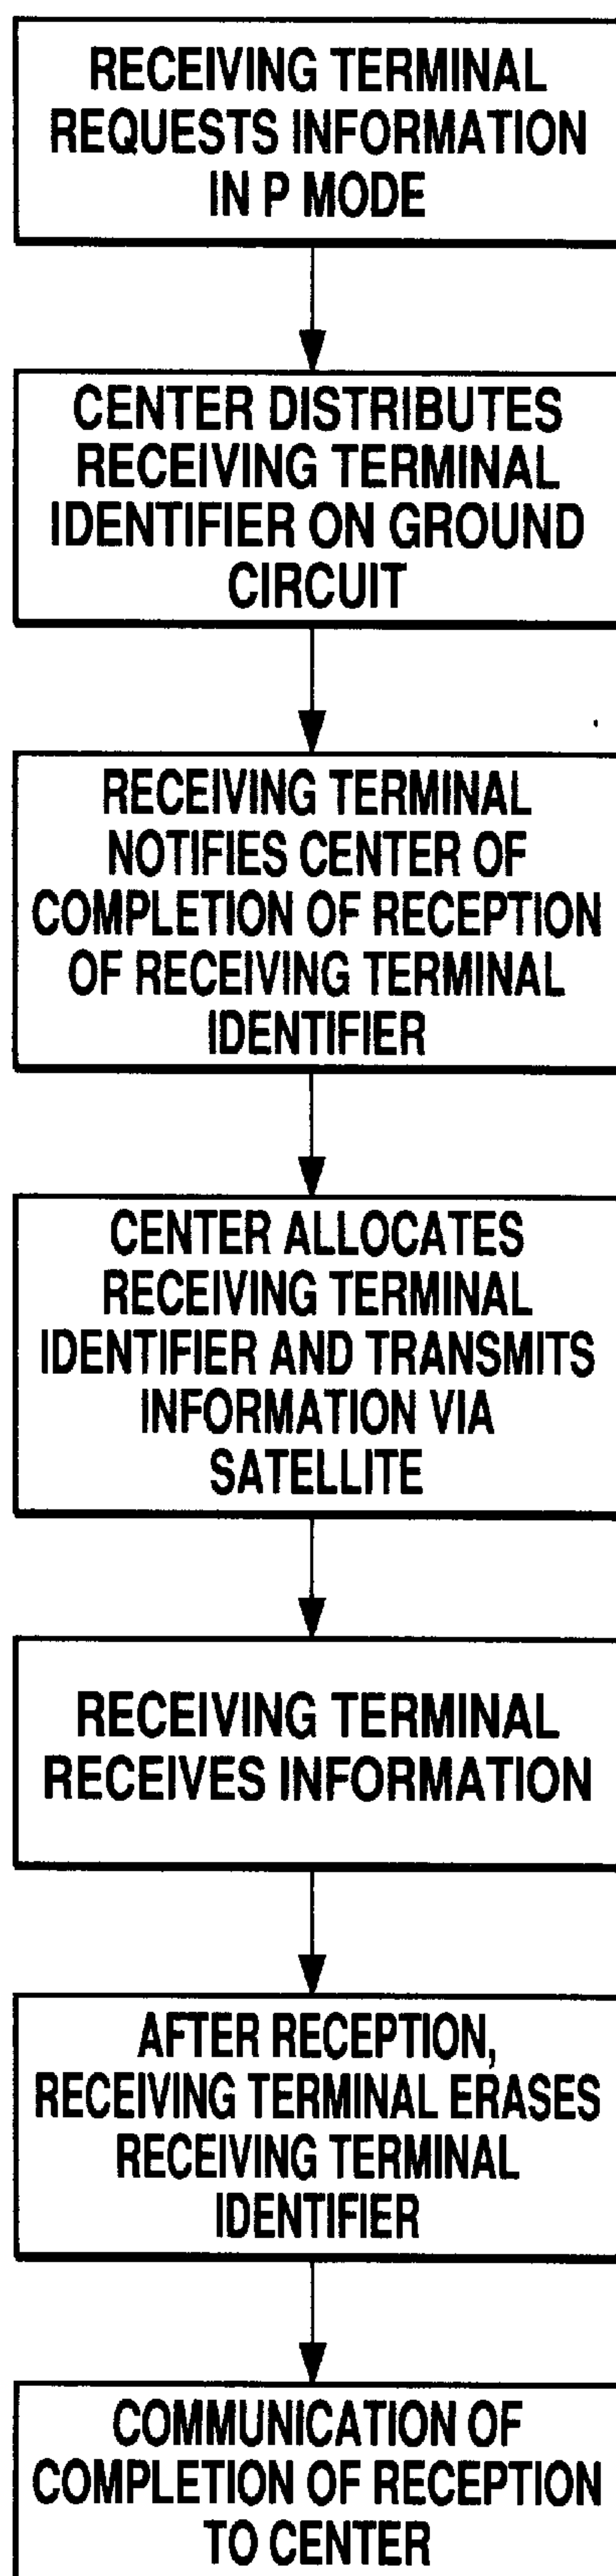 RECEIVING TERMINAL
REQUESTS INFORMATION
IN P MODE
CENTER DISTRIBUTES
RECEIVING TERMINAL
IDENTIFIER ON GROUND
CIRCUIT
RECEIVING TERMINAL
NOTIFIES CENTER OF
COMPLETION OF RECEPTION
OF RECEIVING TERMINAL
IDENTIFIER
CENTER ALLOCATES
RECEIVING TERMINAL
IDENTIFIER AND TRANSMITS
INFORMATION VIA
SATELLITE
RECEIVING TERMINAL
RECEIVES INFORMATION
AFTER RECEPTION,
RECEIVING TERMINAL ERASES
RECEIVING TERMINAL
IDENTIFIER
COMMUNICATION OF
COMPLETION OF RECEPTION
TO CENTER